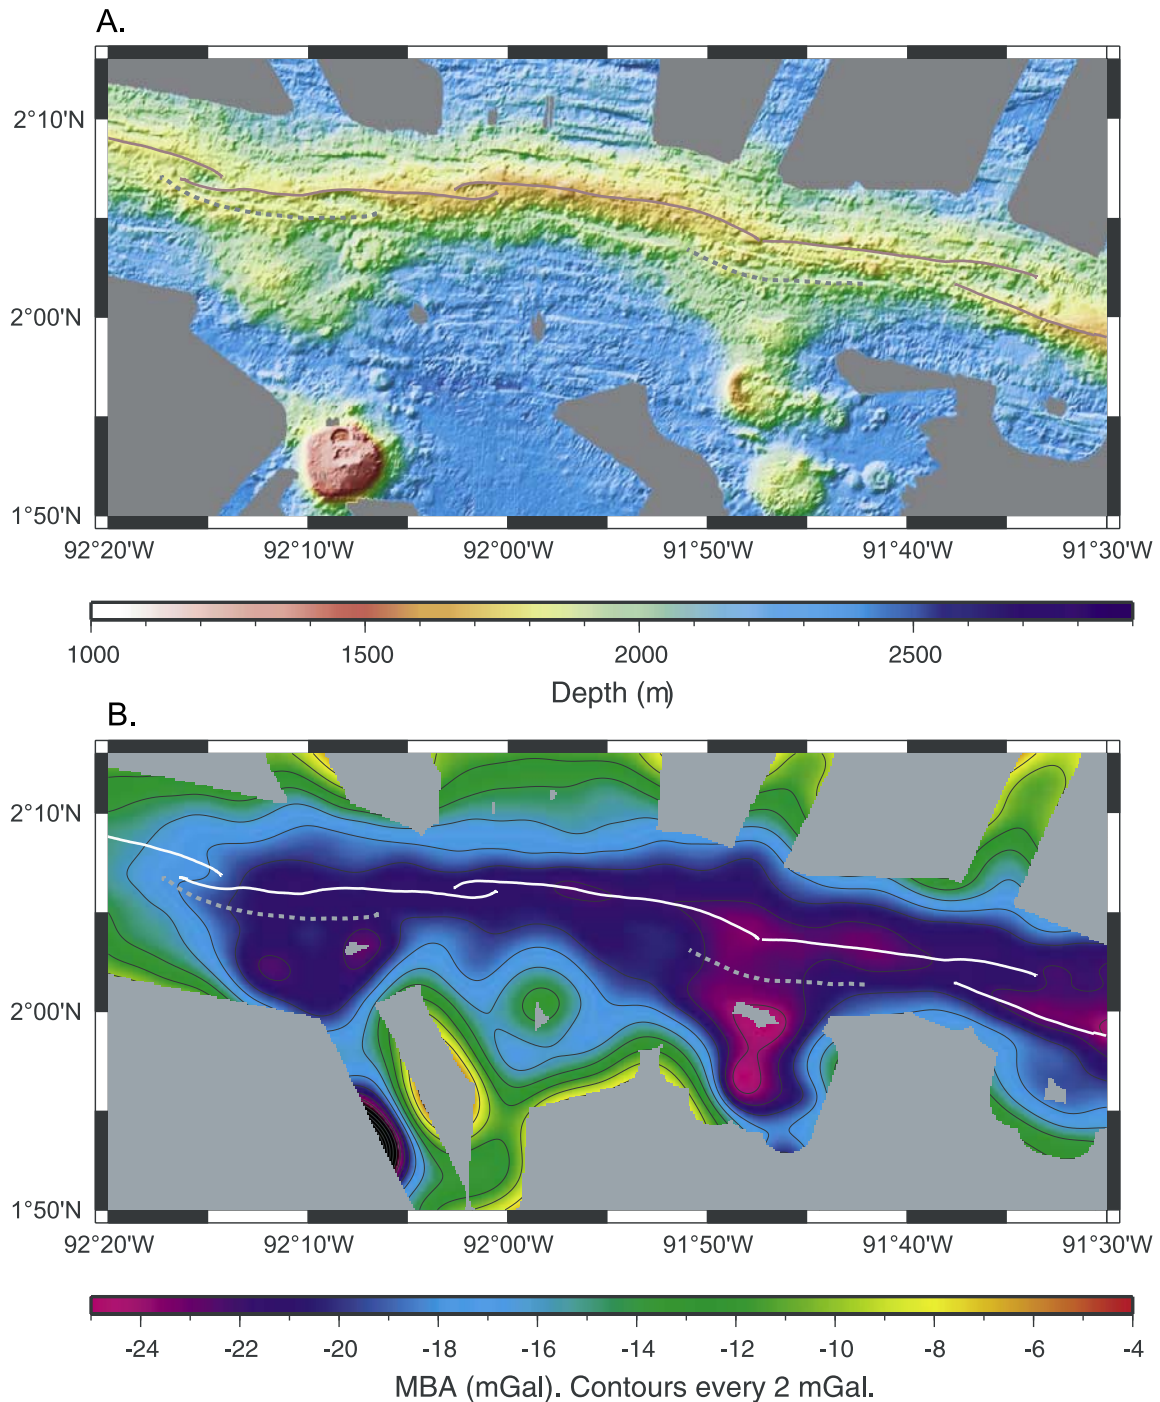 A.
2°10'N
2°00'N
1°50'N
92°20'W 92°10'W 92°00'W 91°50'W 91°40'W 91°30'W
1000 1500 2000 2500
Depth (m)
B.
2°10'N
2°00'N
1°50'N
92°20'W 92°10'W 92°00'W 91°50'W 91°40'W 91°30'W
-24 -22 -20 -18 -16 -14 -12 -10 -8 -6 -4
MBA (mGal). Contours every 2 mGal.